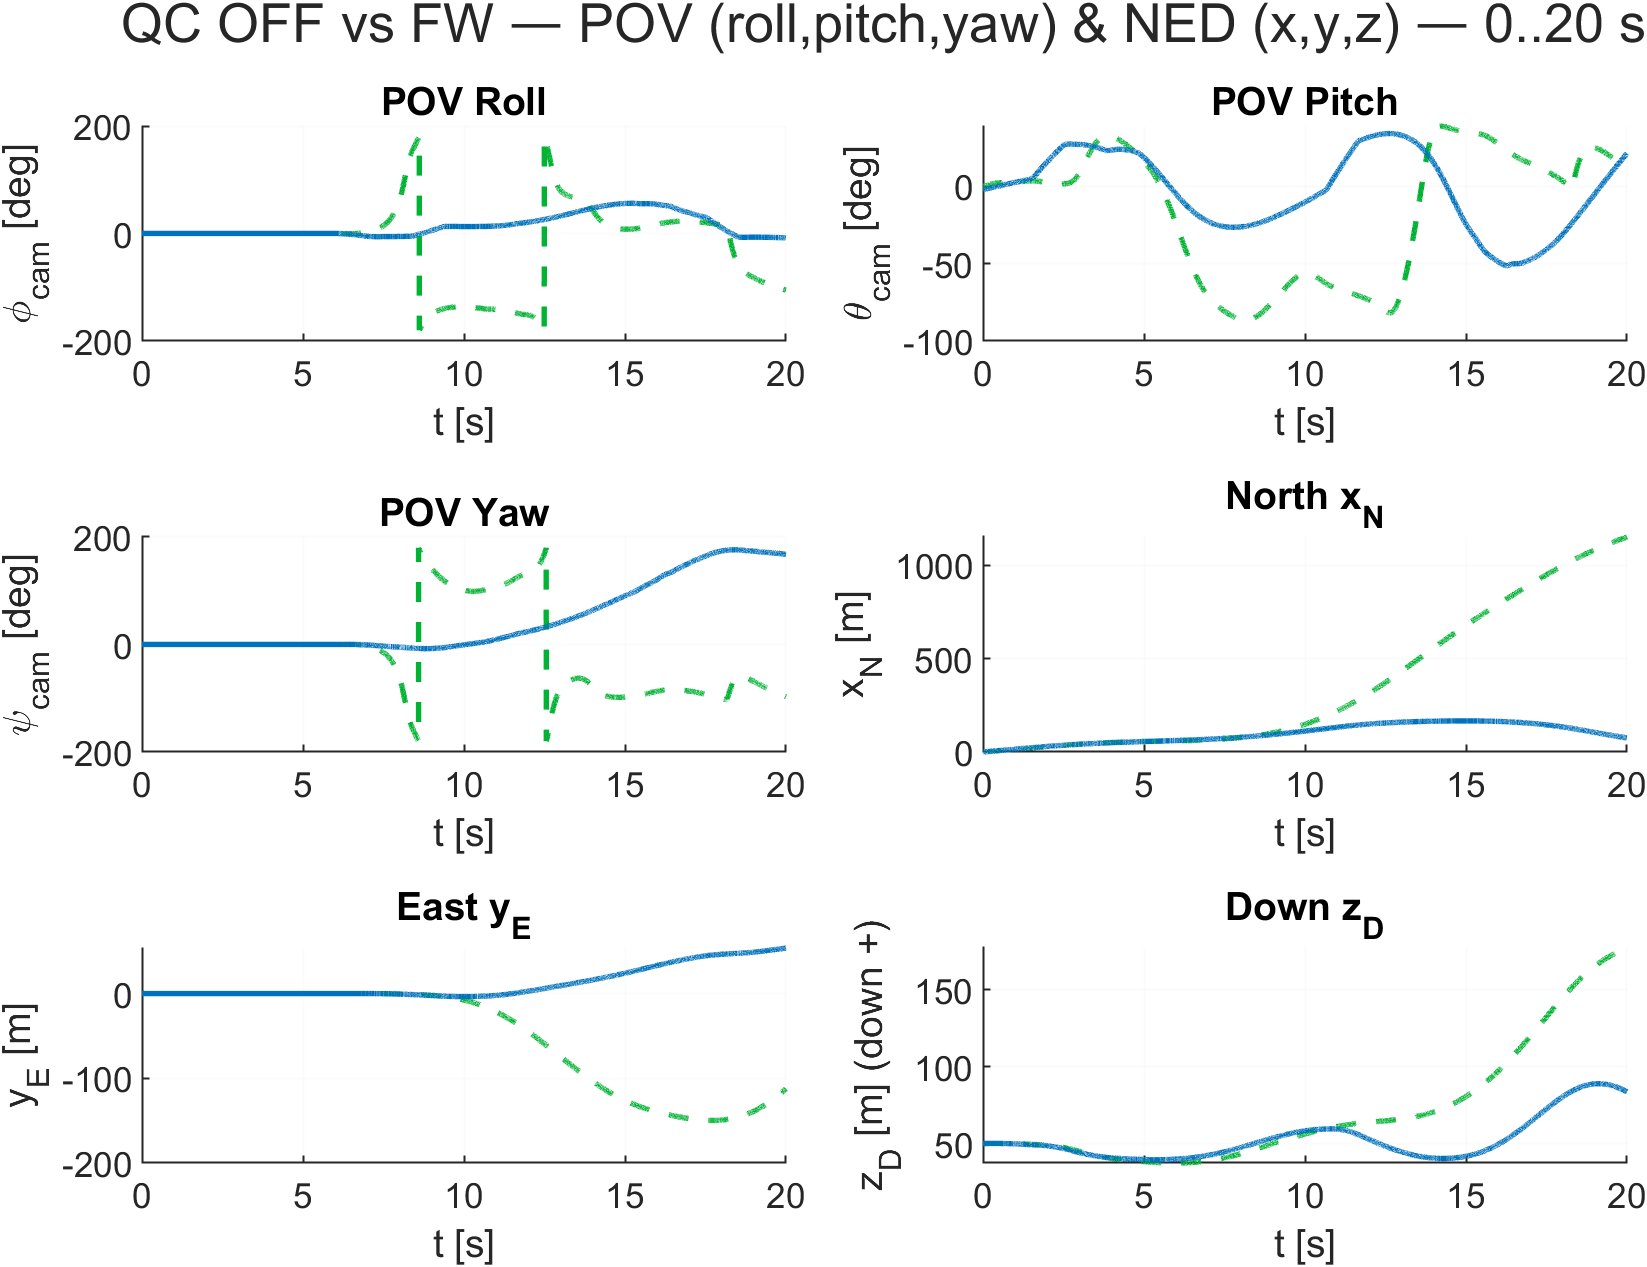 QC OFF vs FW — POV (roll,pitch,yaw) & NED (x,y,z) — 0..20 s
POV Roll
200
0
-200
ϕcam [deg]
0 5 10 15 20
t [s]
POV Pitch
0
-50
-100
θcam [deg]
0 5 10 15 20
t [s]
POV Yaw
200
0
-200
ψcam [deg]
0 5 10 15 20
t [s]
North xN
1000
500
0
xN [m]
0 5 10 15 20
t [s]
East yE
0
-100
-200
yE [m]
0 5 10 15 20
t [s]
Down zD
150
100
50
zD [m] (down +)
0 5 10 15 20
t [s]